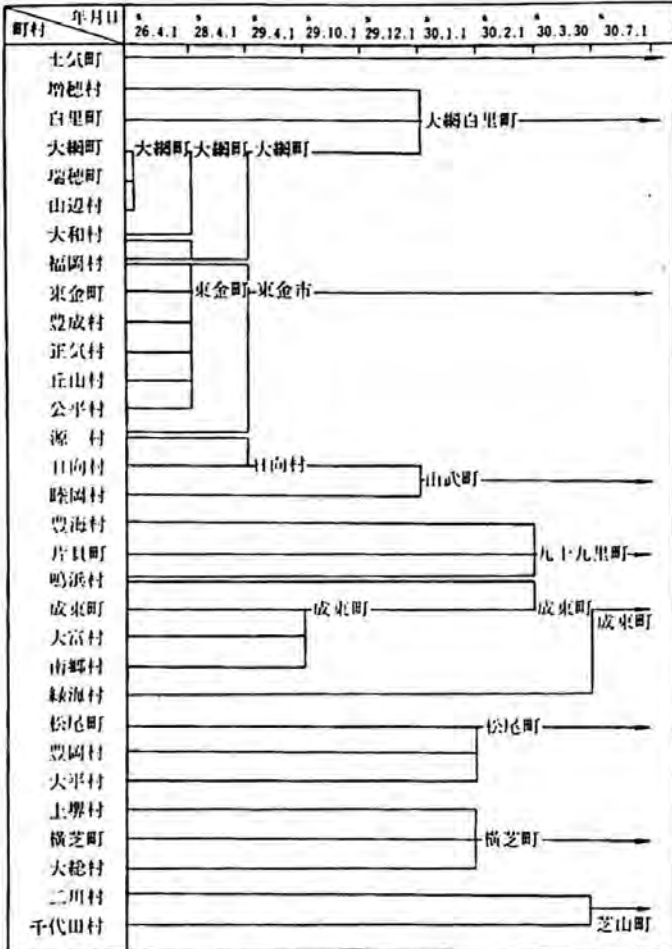 年月日
町村
26.4.1 28.4.1 29.4.1 29.10.1 29.12.1 30.1.1 30.2.1 30.3.30 30.7.1
土気町
増穂村
白里町 大網白里町
大網町 大網町 大網町 大網町
瑞穂町
山辺村
大和村
福岡村
東金町 東金町 東金市
豊成村
正気村
丘山村
公平村
源 村
日向村 日向村
睦岡村 山武町
豊海村
片貝町 九十九里町
鳴浜村
成東町 成東町 成東町 成東町
大富村
南郷村
緑海村
松尾町 松尾町
豊岡村
大平村
上堺村
横芝町 横芝町
大総村
二川村
千代田村 芝山町